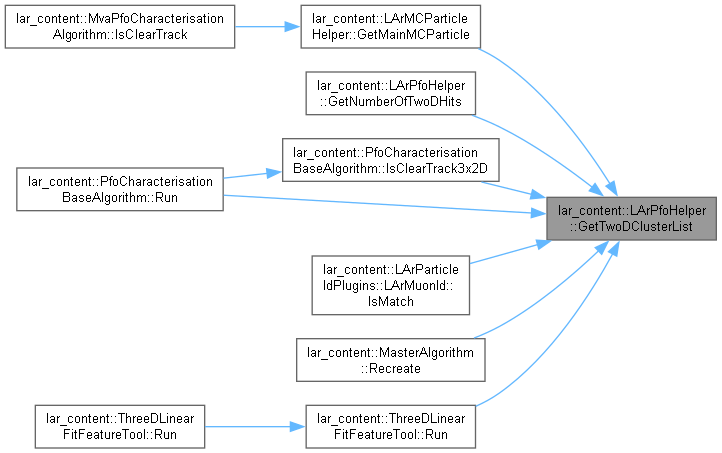 lar_content::MvaPfoCharacterisation
Algorithm::IsClearTrack
lar_content::LArMCParticle
Helper::GetMainMCParticle
lar_content::LArPfoHelper
::GetNumberOfTwoDHits
lar_content::PfoCharacterisation
BaseAlgorithm::IsClearTrack3x2D
lar_content::PfoCharacterisation
BaseAlgorithm::Run
lar_content::LArPfoHelper
::GetTwoDClusterList
lar_content::LArParticle
IdPlugins::LArMuonId::
IsMatch
lar_content::MasterAlgorithm
::Recreate
lar_content::ThreeDLinear
FitFeatureTool::Run
lar_content::ThreeDLinear
FitFeatureTool::Run